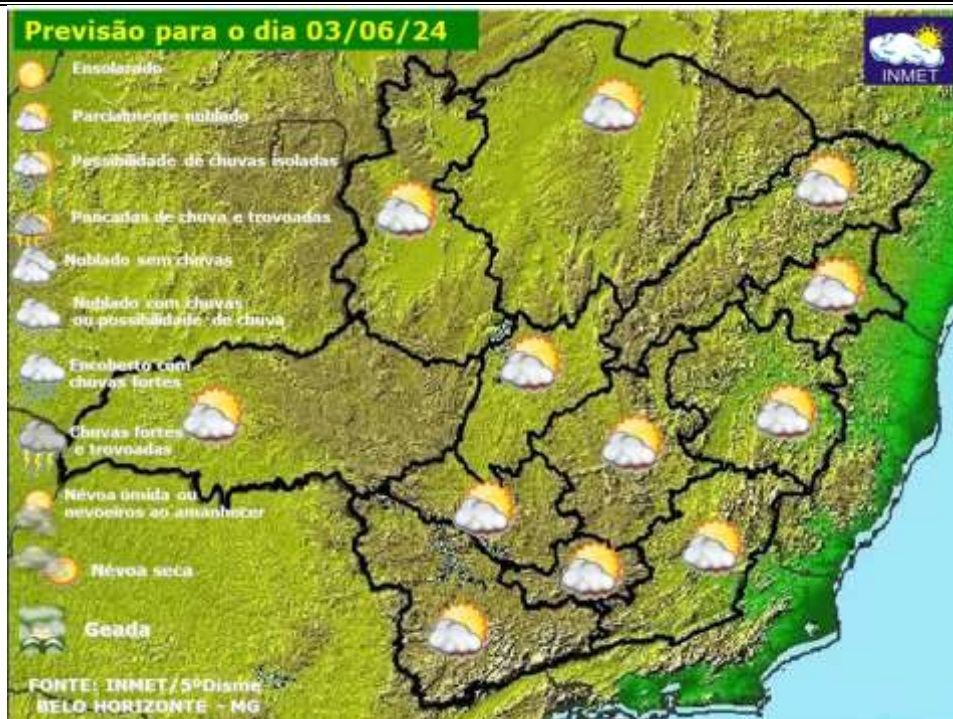 Previsão para o dia 03/06/24
INMET
Ensolarado
Parcialmente nublado
Possibilidade de chuvas isoladas
Pancadas de chuva e trovoadas
Nublado sem chuvas
Nublado com chuvas
ou possibilidade de chuva
Encoberto com
chuvas fortes
Chuvas fortes
e trovoadas
Névoa úmida ou
nevoeiros ao amanhecer
Névoa seca
Geada
FONTE: INMET/5ºDisme
BELO HORIZONTE - MG